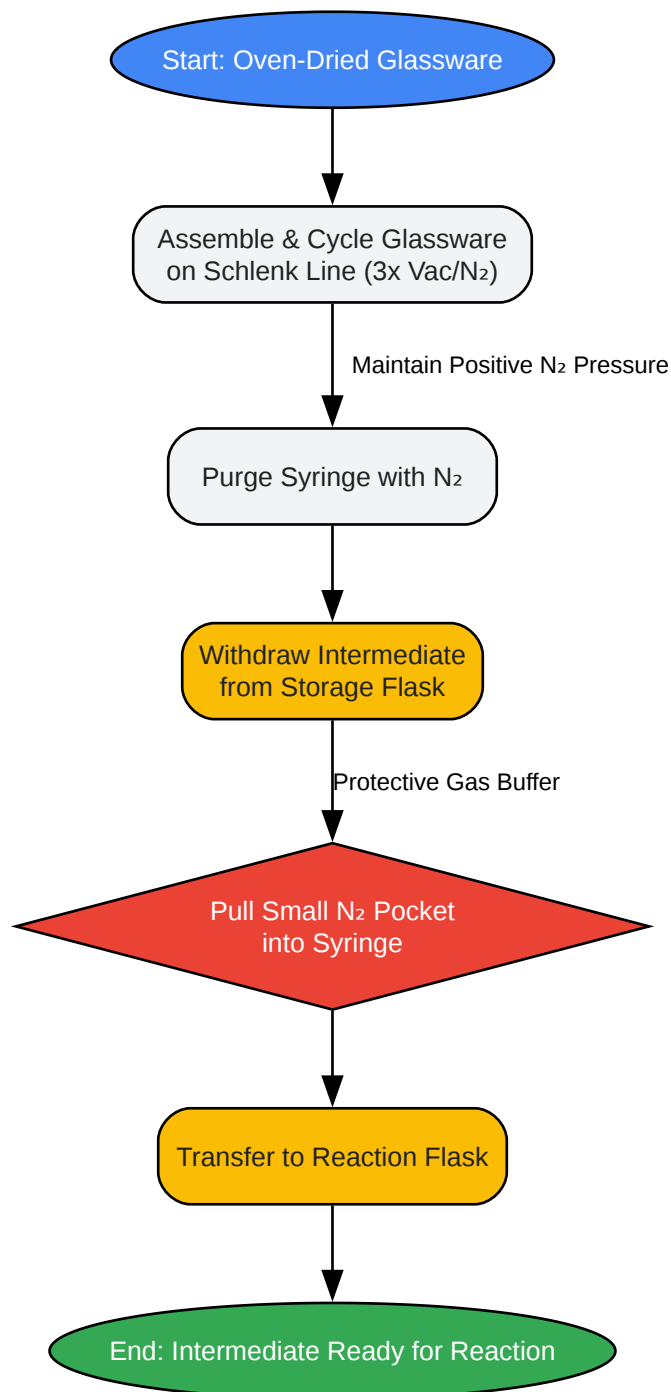 Start: Oven-Dried Glassware
Assemble & Cycle Glassware
on Schlenk Line (3x Vac/N₂)
Maintain Positive N₂ Pressure
Purge Syringe with N₂
Withdraw Intermediate
from Storage Flask
Protective Gas Buffer
Pull Small N₂ Pocket
into Syringe
Transfer to Reaction Flask
End: Intermediate Ready for Reaction